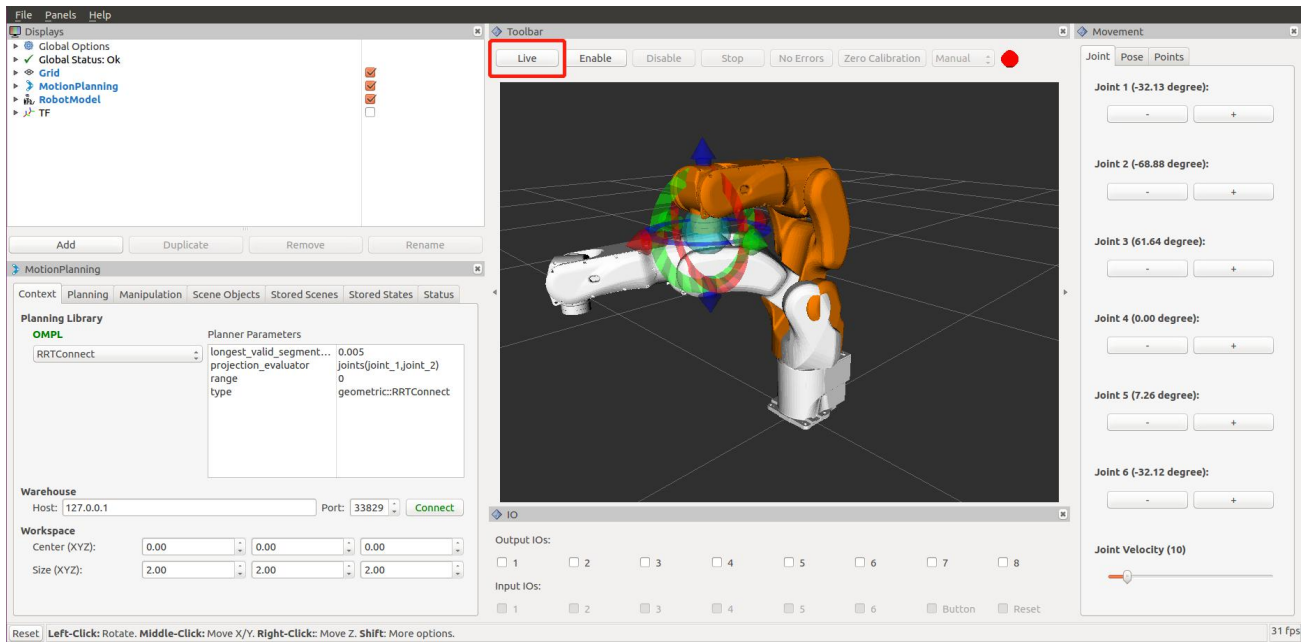 File Panels Help
Displays
Global Options
Global Status: Ok
Grid
MotionPlanning
RobotModel
TF
Add Duplicate Remove Rename
MotionPlanning
Context Planning Manipulation Scene Objects Stored Scenes Stored States Status
Planning Library
OMPL Planner Parameters
RRTConnect
longest_valid_segment... 0.005
projection_evaluator joints(joint_1,joint_2)
range 0
type geometric::RRTConnect
Warehouse
Host: 127.0.0.1 Port: 33829 Connect
Workspace
Center (XYZ): 0.00 0.00 0.00
Size (XYZ): 2.00 2.00 2.00
Reset Left-Click: Rotate. Middle-Click: Move X/Y. Right-Click:: Move Z. Shift: More options.
Toolbar
Live Enable Disable Stop No Errors Zero Calibration Manual
IO
Output IOs:
1 2 3 4 5 6 7 8
Input IOs:
1 2 3 4 5 6 Button Reset
Movement
Joint Pose Points
Joint 1 (-32.13 degree):
- +
Joint 2 (-68.88 degree):
- +
Joint 3 (61.64 degree):
- +
Joint 4 (0.00 degree):
- +
Joint 5 (7.26 degree):
- +
Joint 6 (-32.12 degree):
- +
Joint Velocity (10)
31 fps